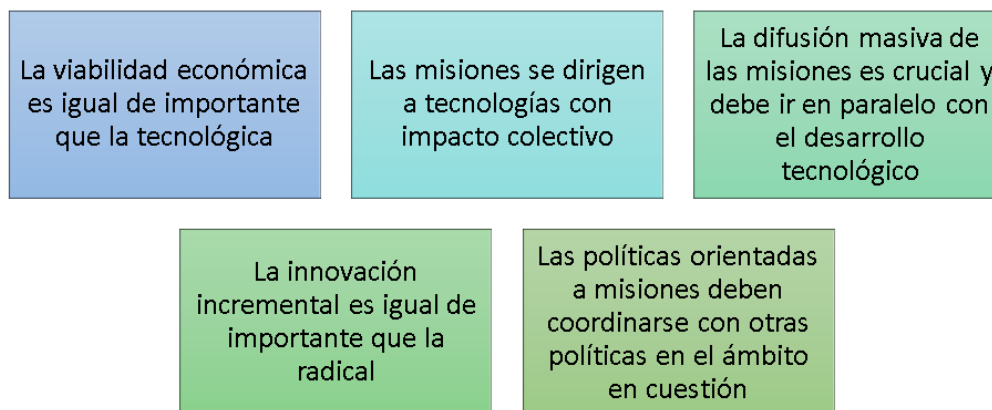 La viabilidad económica
es igual de importante
que la tecnológica
Las misiones se dirigen
a tecnologías con
impacto colectivo
La difusión masiva de
las misiones es crucial y
debe ir en paralelo con
el desarrollo
tecnológico
La innovación
incremental es igual de
importante que la
radical
Las políticas orientadas
a misiones deben
coordinarse con otras
políticas en el ámbito
en cuestión